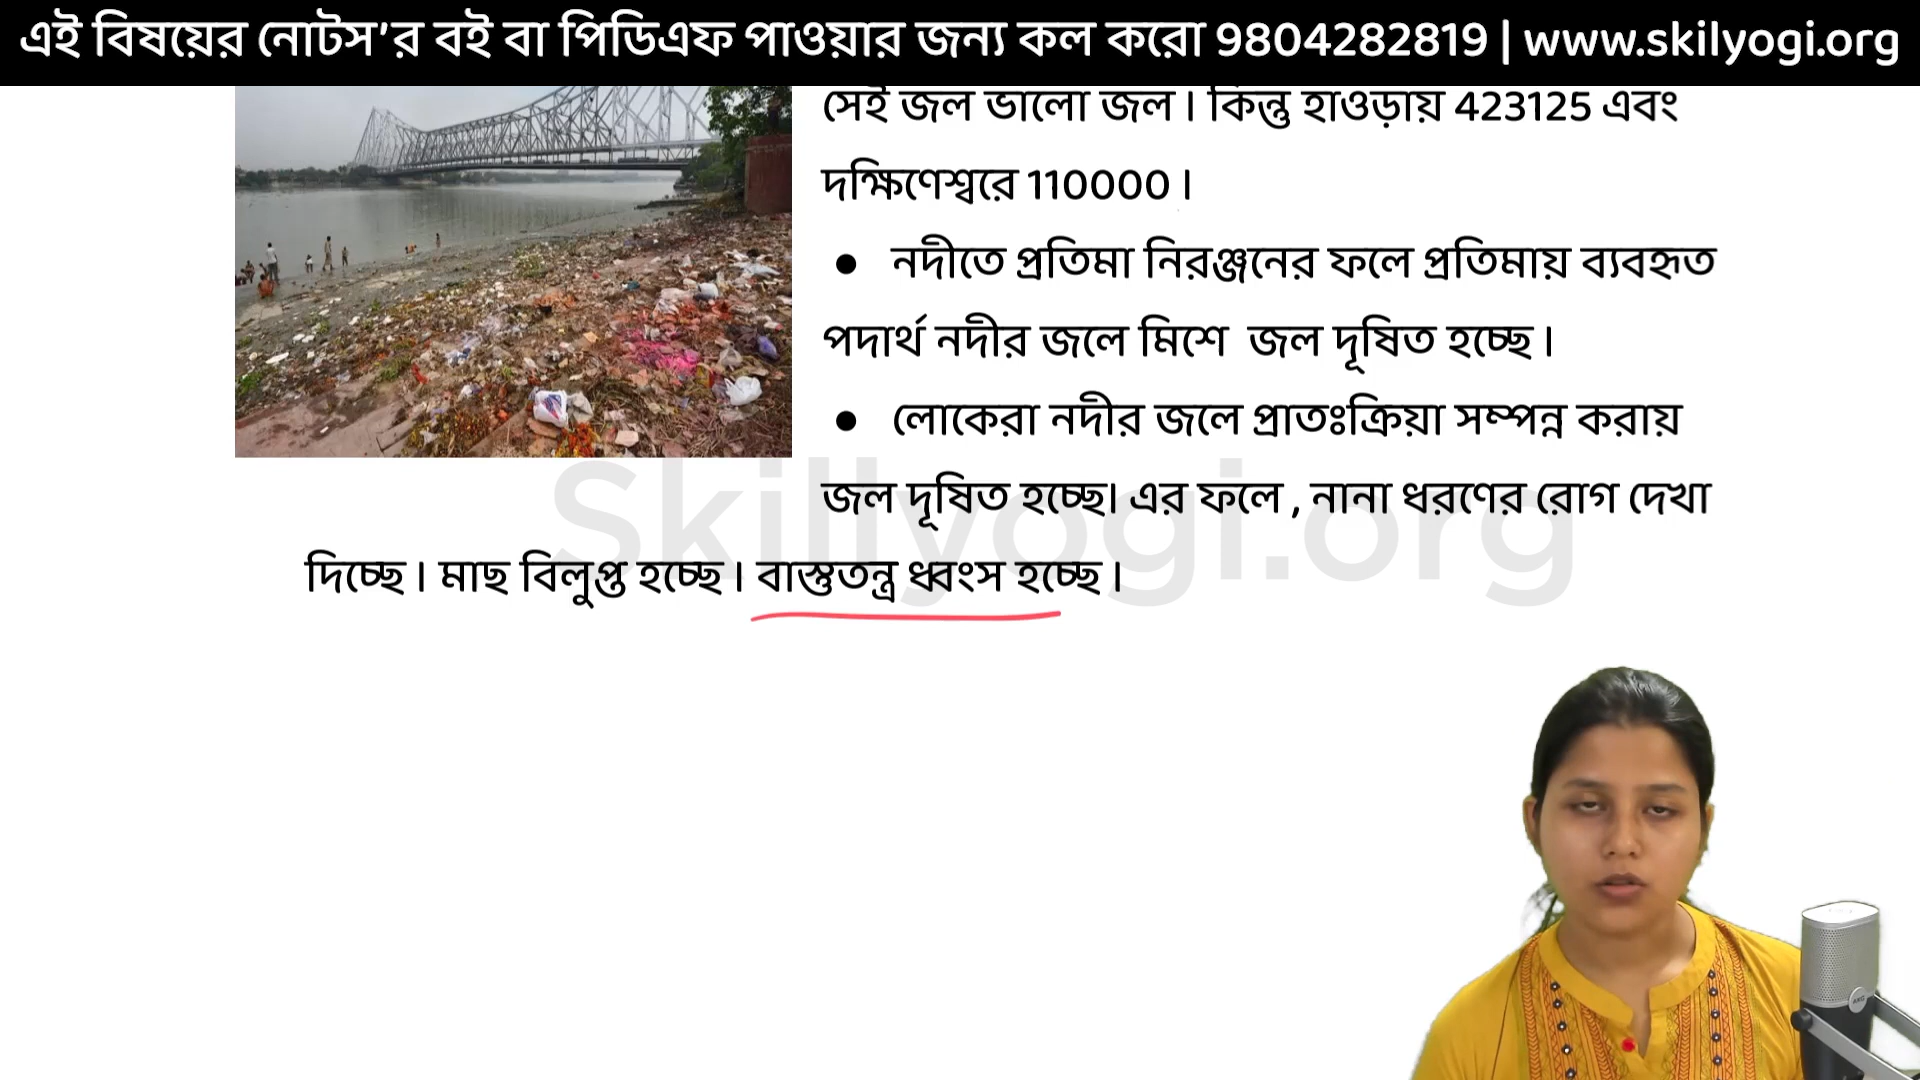 এই বিষয়ের নোটস’র বই বা পিডিএফ পাওয়ার জন্য কল করো 9804282819 | www.skilyogi.org
সেই জল ভালো জল। কিন্তু হাওড়ায় 423125 এবং
দক্ষিণেশ্বরে 110000।
● নদীতে প্রতিমা নিরঞ্জনের ফলে প্রতিমায় ব্যবহৃত
পদার্থ নদীর জলে মিশে জল দূষিত হচ্ছে।
● লোকেরা নদীর জলে প্রাতঃক্রিয়া সম্পন্ন করায়
জল দূষিত হচ্ছে। এর ফলে, নানা ধরণের রোগ দেখা
দিচ্ছে। মাছ বিলুপ্ত হচ্ছে। বাস্তুতন্ত্র ধ্বংস হচ্ছে।
Skillyogi.org